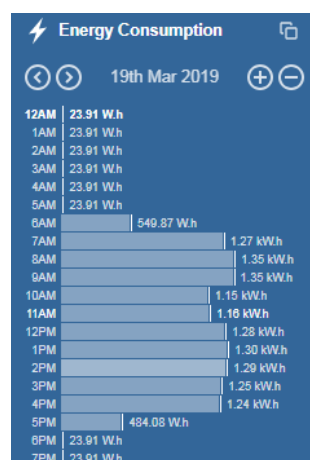 Energy Consumption
19th Mar 2019
12AM 23.91 W.h
1AM 23.91 W.h
2AM 23.91 W.h
3AM 23.91 W.h
4AM 23.91 W.h
5AM 23.91 W.h
6AM 549.87 W.h
7AM 1.27 kW.h
8AM 1.35 kW.h
9AM 1.35 kW.h
10AM 1.15 kW.h
11AM 1.16 kW.h
12PM 1.28 kW.h
1PM 1.30 kW.h
2PM 1.29 kW.h
3PM 1.25 kW.h
4PM 1.24 kW.h
5PM 484.08 W.h
6PM 23.91 W.h
7PM 23.91 W.h